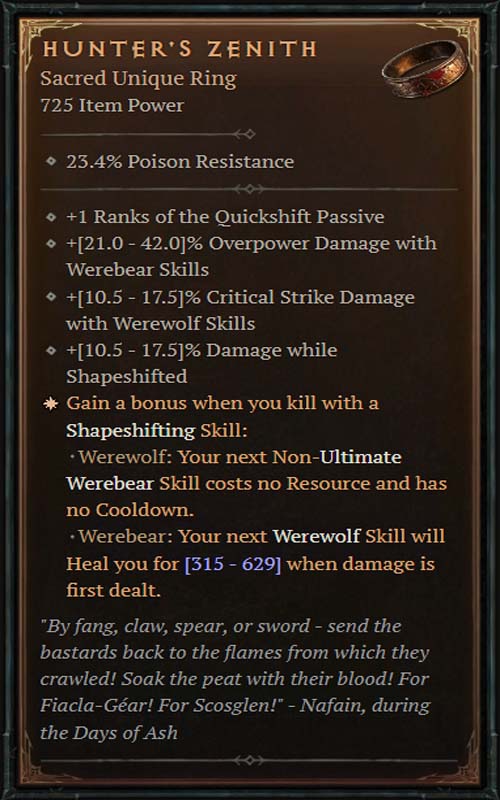 HUNTER'S ZENITH
Sacred Unique Ring
725 Item Power
23.4% Poison Resistance
+1 Ranks of the Quickshift Passive
+[21.0 - 42.0]% Overpower Damage with
Werebear Skills
+[10.5 - 17.5]% Critical Strike Damage
with Werewolf Skills
+[10.5 - 17.5]% Damage while
Shapeshifted
Gain a bonus when you kill with a
Shapeshifting Skill:
·Werewolf: Your next Non-Ultimate
Werebear Skill costs no Resource and has
no Cooldown.
·Werebear: Your next Werewolf Skill will
Heal you for [315 - 629] when damage is
first dealt.
"By fang, claw, spear, or sword - send the
bastards back to the flames from which they
crawled! Soak the peat with their blood! For
Fiacla-Géar! For Scosglen!" - Nafain, during
the Days of Ash